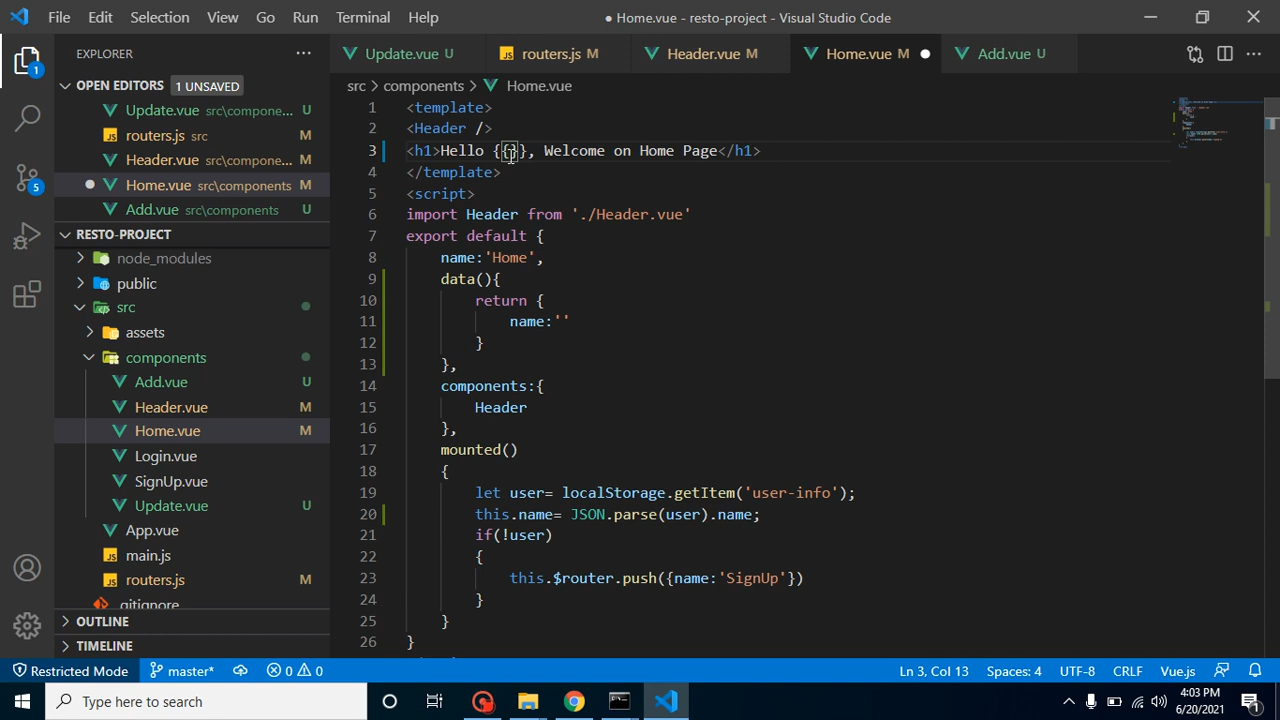 File Edit Selection View Go Run Terminal Help
● Home.vue - resto-project - Visual Studio Code
EXPLORER
OPEN EDITORS 1 UNSAVED
Update.vue src\compone... U
routers.js src M
Header.vue src\compone... M
Home.vue src\components M
Add.vue src\components U
RESTO-PROJECT
node_modules
public
src
assets
components
Add.vue U
Header.vue M
Home.vue M
Login.vue
SignUp.vue
Update.vue U
App.vue
main.js
routers.js M
.gitignore
OUTLINE
TIMELINE
1
5
Update.vue U
routers.js M
Header.vue M
Home.vue M
Add.vue U
src > components > Home.vue
1 <template>
2 <Header />
3 <h1>Hello {{}}, Welcome on Home Page</h1>
4 </template>
5 <script>
6 import Header from './Header.vue'
7 export default {
8 name:'Home',
9 data(){
10 return {
11 name:''
12 }
13 },
14 components:{
15 Header
16 },
17 mounted()
18 {
19 let user= localStorage.getItem('user-info');
20 this.name= JSON.parse(user).name;
21 if(!user)
22 {
23 this.$router.push({name:'SignUp'})
24 }
25 }
26 }
Restricted Mode master* 0 0 Ln 3, Col 13 Spaces: 4 UTF-8 CRLF Vue.js
Type here to search
4:03 PM
6/20/2021
1